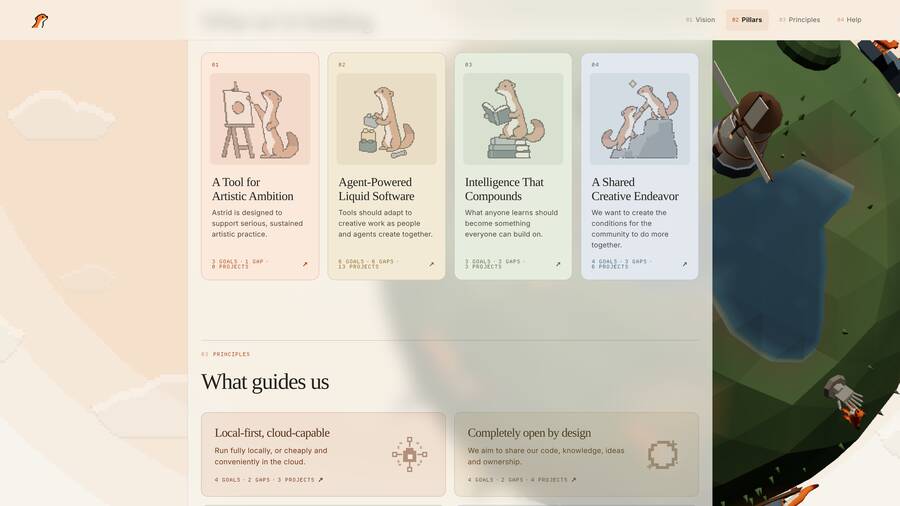 01 Vision
02 Pillars
03 Principles
04 Help
01
A Tool for
Artistic Ambition
Astrid is designed to
support serious, sustained
artistic practice.
3 GOALS · 1 GAP ·
0 PROJECTS ↗
02
Agent-Powered
Liquid Software
Tools should adapt to
creative work as people
and agents create together.
6 GOALS · 6 GAPS ·
13 PROJECTS ↗
03
Intelligence That
Compounds
What anyone learns should
become something
everyone can build on.
3 GOALS · 2 GAPS ·
3 PROJECTS ↗
04
A Shared
Creative Endeavor
We want to create the
conditions for the
community to do more
together.
4 GOALS · 3 GAPS ·
6 PROJECTS ↗
03 PRINCIPLES
What guides us
Local-first, cloud-capable
Run fully locally, or cheaply and
conveniently in the cloud.
4 GOALS · 2 GAPS · 3 PROJECTS ↗
Completely open by design
We aim to share our code, knowledge, ideas
and ownership.
4 GOALS · 2 GAPS · 4 PROJECTS ↗